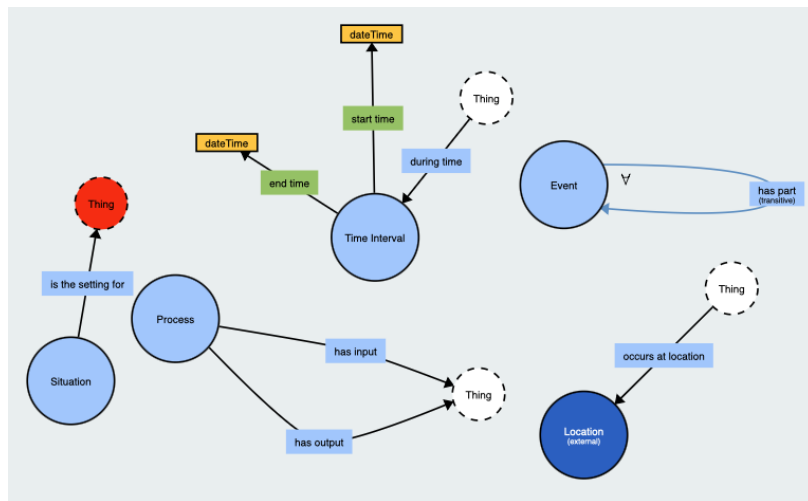 dateTime
Thing
start time
dateTime
during time
end time
Event
∀
has part
(transitive)
Thing
Time Interval
is the setting for
Process
Thing
has input
occurs at location
Situation
Thing
has output
Location
(external)